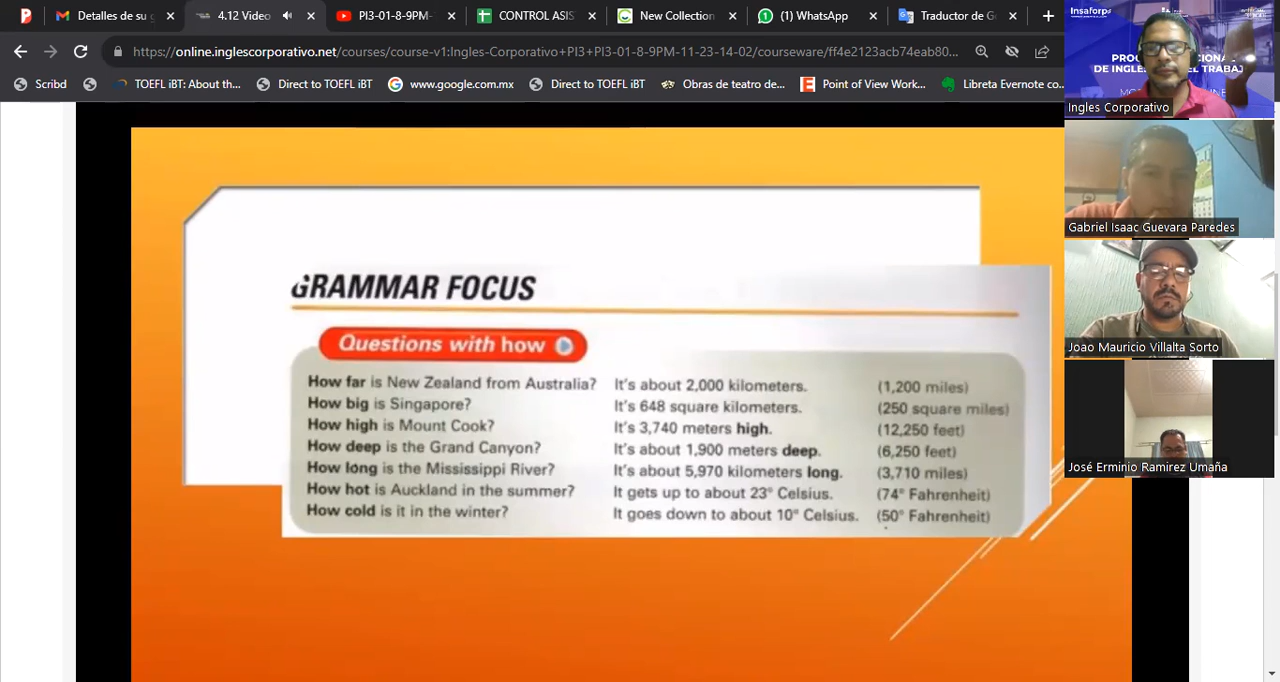 Detalles de su g
4.12 Video
PI3-01-8-9PM-
CONTROL ASIS
New Collection
(1) WhatsApp
Traductor de G
https://online.inglescorporativo.net/courses/course-v1:Ingles-Corporativo+PI3+PI3-01-8-9PM-11-23-14-02/courseware/ff4e2123acb74eab80...
Scribd
TOEFL iBT: About th...
Direct to TOEFL iBT
www.google.com.mx
Direct to TOEFL iBT
Obras de teatro de...
Point of View Work...
Libreta Evernote co...
Insaforp
Ingles Corporativo
Gabriel Isaac Guevara Paredes
Joao Mauricio Villalta Sorto
José Erminio Ramirez Umaña
GRAMMAR FOCUS
Questions with how
How far is New Zealand from Australia? It's about 2,000 kilometers. (1,200 miles)
How big is Singapore? It's 648 square kilometers. (250 square miles)
How high is Mount Cook? It's 3,740 meters high. (12,250 feet)
How deep is the Grand Canyon? It's about 1,900 meters deep. (6,250 feet)
How long is the Mississippi River? It's about 5,970 kilometers long. (3,710 miles)
How hot is Auckland in the summer? It gets up to about 23° Celsius. (74° Fahrenheit)
How cold is it in the winter? It goes down to about 10° Celsius. (50° Fahrenheit)